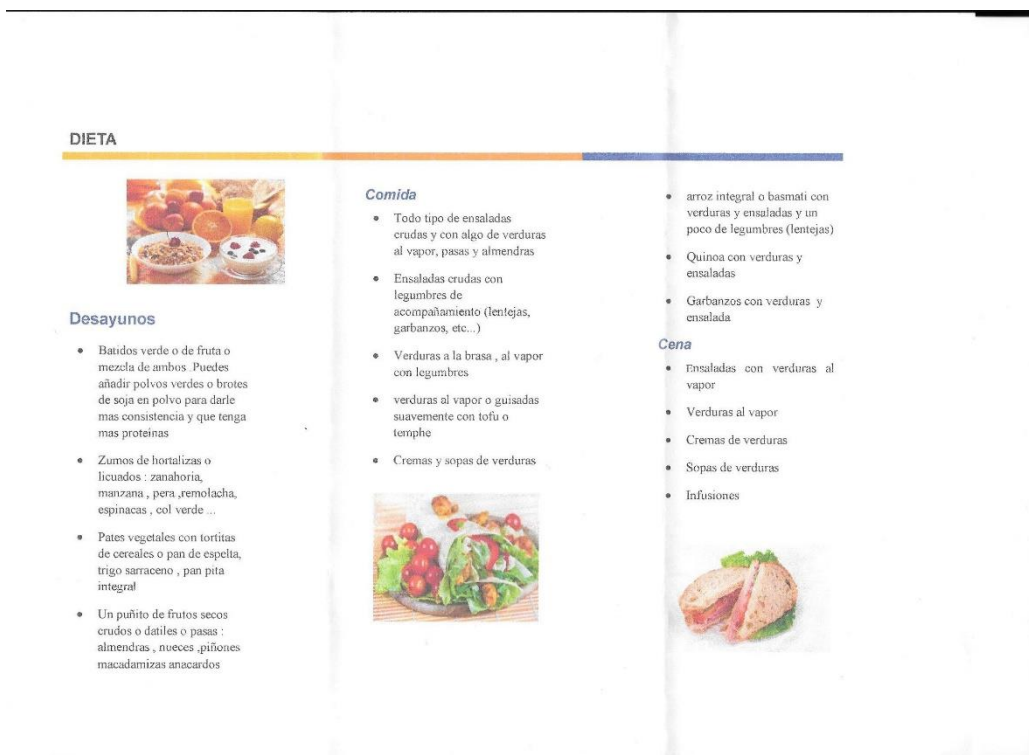 DIETA
Desayunos
• Batidos verde o de fruta o
mezcla de ambos .Puedes
añadir polvos verdes o brotes
de soja en polvo para darle
mas consistencia y que tenga
mas proteinas
• Zumos de hortalizas o
licuados : zanahoria,
manzana , pera ,remolacha,
espinacas , col verde ...
• Pates vegetales con tortitas
de cereales o pan de espelta,
trigo sarraceno , pan pita
integral
• Un puñito de frutos secos
crudos o datiles o pasas :
almendras , nueces ,piñones
macadamizas anacardos
Comida
• Todo tipo de ensaladas
crudas y con algo de verduras
al vapor, pasas y almendras
• Ensaladas crudas con
legumbres de
acompañamiento (lentejas,
garbanzos, etc...)
• Verduras a la brasa , al vapor
con legumbres
• verduras al vapor o guisadas
suavemente con tofu o
temphe
• Cremas y sopas de verduras
• arroz integral o basmati con
verduras y ensaladas y un
poco de legumbres (lentejas)
• Quinoa con verduras y
ensaladas
• Garbanzos con verduras y
ensalada
Cena
• Ensaladas con verduras al
vapor
• Verduras al vapor
• Cremas de verduras
• Sopas de verduras
• Infusiones